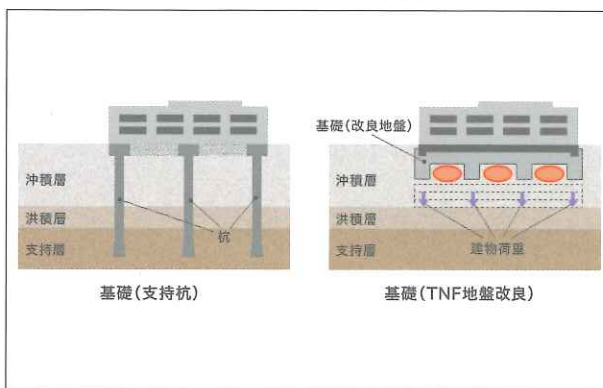 沖積層
洪積層
支持層
杭
基礎(支持杭)
基礎(改良地盤)
沖積層
洪積層
支持層
建物荷重
基礎(TNF地盤改良)